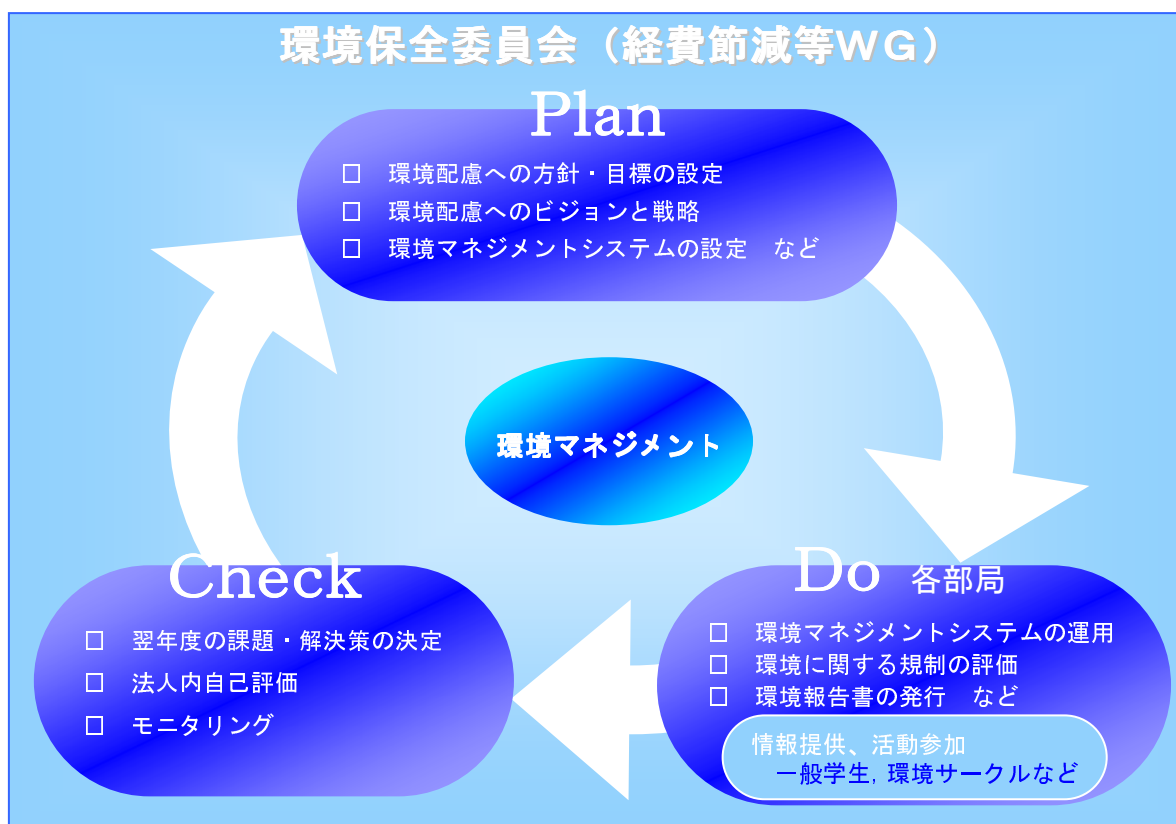 環境保全委員会（経費節減等WG）
Plan
□ 環境配慮への方針・目標の設定
□ 環境配慮へのビジョンと戦略
□ 環境マネジメントシステムの設定　など
環境マネジメント
Check
□ 翌年度の課題・解決策の決定
□ 法人内自己評価
□ モニタリング
Do 各部局
□ 環境マネジメントシステムの運用
□ 環境に関する規制の評価
□ 環境報告書の発行　など
情報提供、活動参加
一般学生, 環境サークルなど